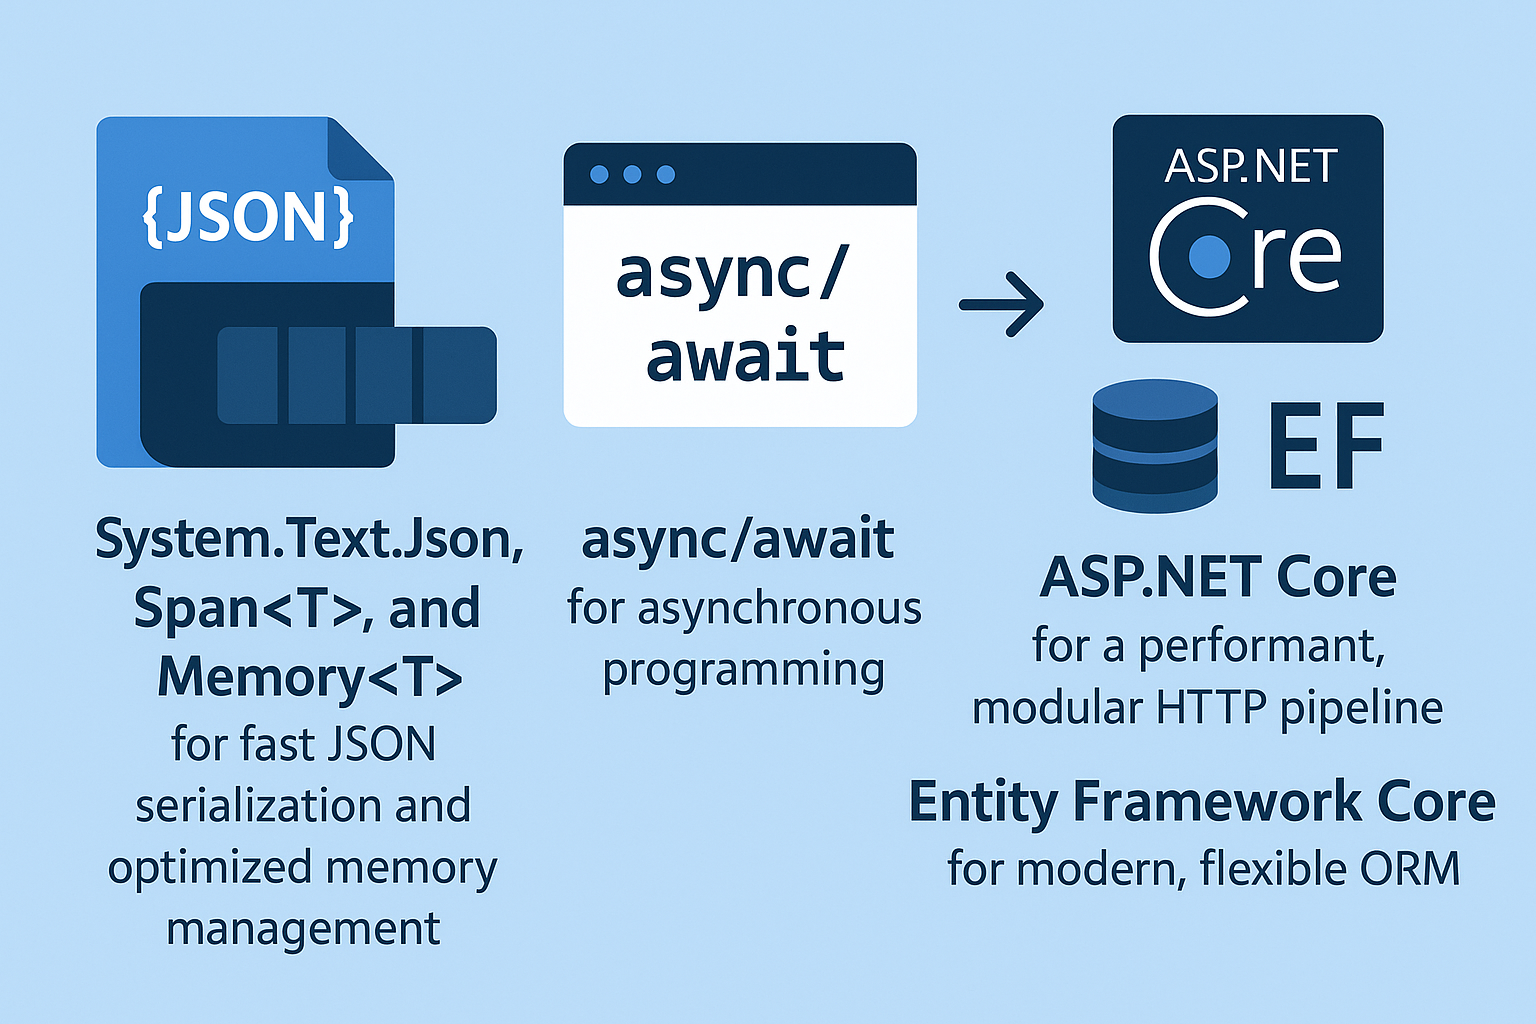 {JSON}
System.Text.Json,
Span<T>, and
Memory<T>
for fast JSON
serialization and
optimized memory
management
async/
await
async/await
for asynchronous
programming
ASP.NET
Core
EF
ASP.NET Core
for a performant,
modular HTTP pipeline
Entity Framework Core
for modern, flexible ORM